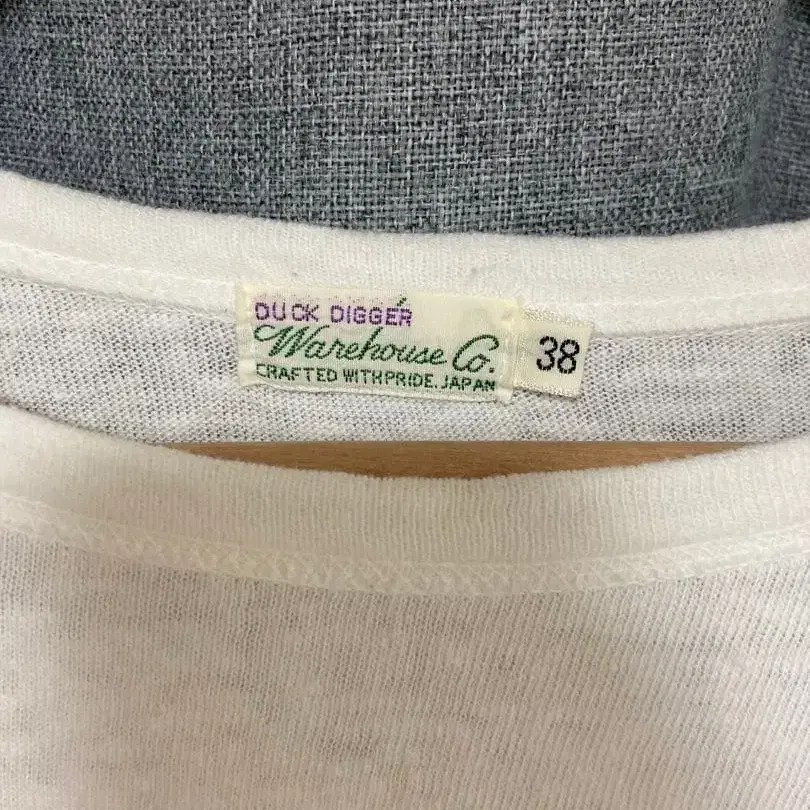 DUCK DIGGER
Warehouse Co.
CRAFTED WITH PRIDE. JAPAN
38